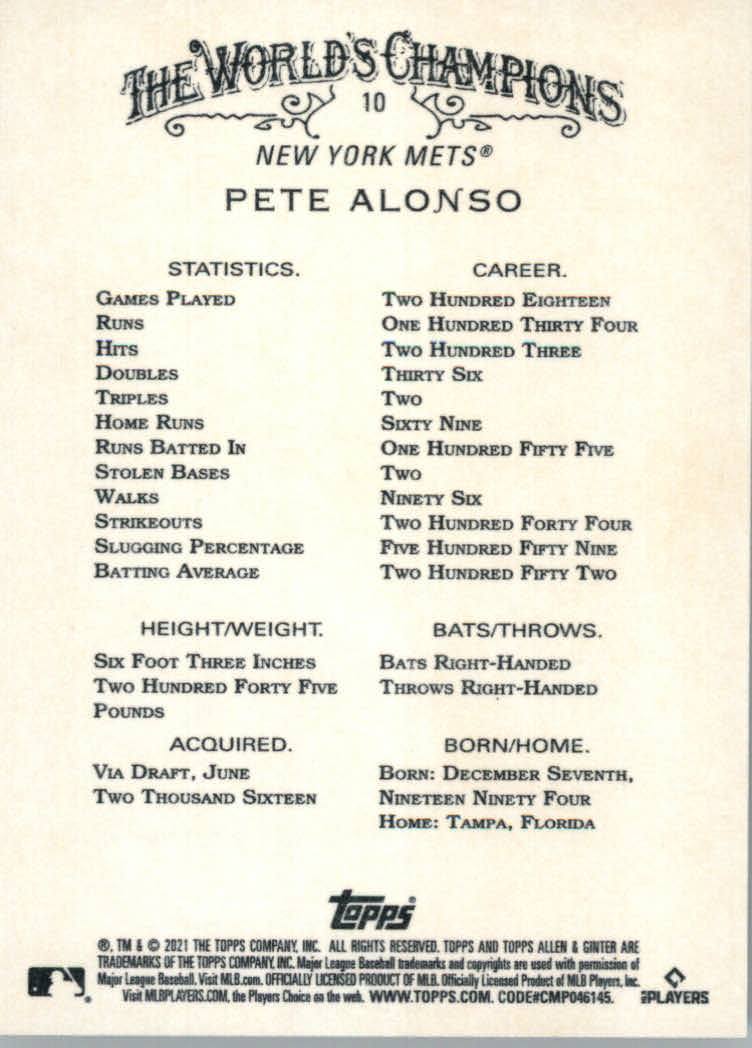 THE WORLD'S CHAMPIONS
10
NEW YORK METS®
PETE ALONSO
STATISTICS. CAREER.
GAMES PLAYED TWO HUNDRED EIGHTEEN
RUNS ONE HUNDRED THIRTY FOUR
HITS TWO HUNDRED THREE
DOUBLES THIRTY SIX
TRIPLES TWO
HOME RUNS SIXTY NINE
RUNS BATTED IN ONE HUNDRED FIFTY FIVE
STOLEN BASES TWO
WALKS NINETY SIX
STRIKEOUTS TWO HUNDRED FORTY FOUR
SLUGGING PERCENTAGE FIVE HUNDRED FIFTY NINE
BATTING AVERAGE TWO HUNDRED FIFTY TWO
HEIGHT/WEIGHT.
SIX FOOT THREE INCHES
TWO HUNDRED FORTY FIVE
POUNDS
BATS/THROWS.
BATS RIGHT-HANDED
THROWS RIGHT-HANDED
ACQUIRED.
VIA DRAFT, JUNE
TWO THOUSAND SIXTEEN
BORN/HOME.
BORN: DECEMBER SEVENTH,
NINETEEN NINETY FOUR
HOME: TAMPA, FLORIDA
Topps®
®, TM & © 2021 THE TOPPS COMPANY, INC. ALL RIGHTS RESERVED. TOPPS AND TOPPS ALLEN & GINTER ARE
TRADEMARKS OF THE TOPPS COMPANY, INC. Major League Baseball trademarks and copyrights are used with permission of
Major League Baseball. Visit MLB.com. OFFICIALLY LICENSED PRODUCT OF MLB. Officially Licensed Product of MLB Players, Inc.
Visit MLBPLAYERS.COM, the Players Choice on the web. WWW.TOPPS.COM. CODE#CMP046145.
MLBPLAYERS